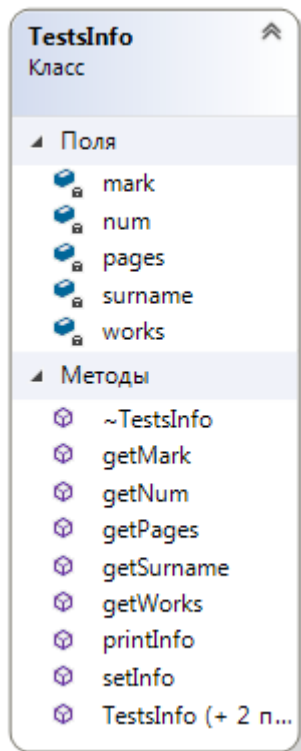 TestsInfo
Класс
Поля
mark
num
pages
surname
works
Методы
~TestsInfo
getMark
getNum
getPages
getSurname
getWorks
printInfo
setInfo
TestsInfo (+ 2 п...